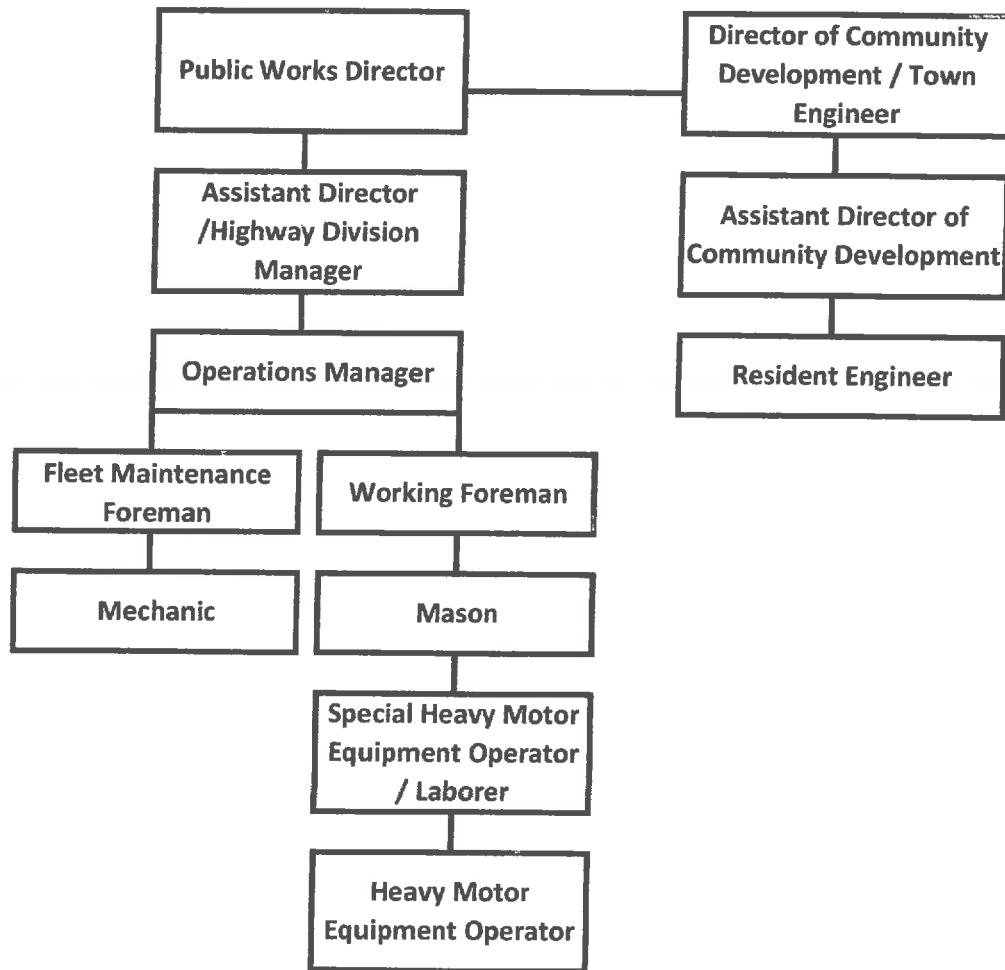 Public Works Director
Director of Community
Development / Town
Engineer
Assistant Director
/Highway Division
Manager
Assistant Director of
Community Development
Operations Manager
Resident Engineer
Fleet Maintenance
Foreman
Working Foreman
Mechanic
Mason
Special Heavy Motor
Equipment Operator
/ Laborer
Heavy Motor
Equipment Operator